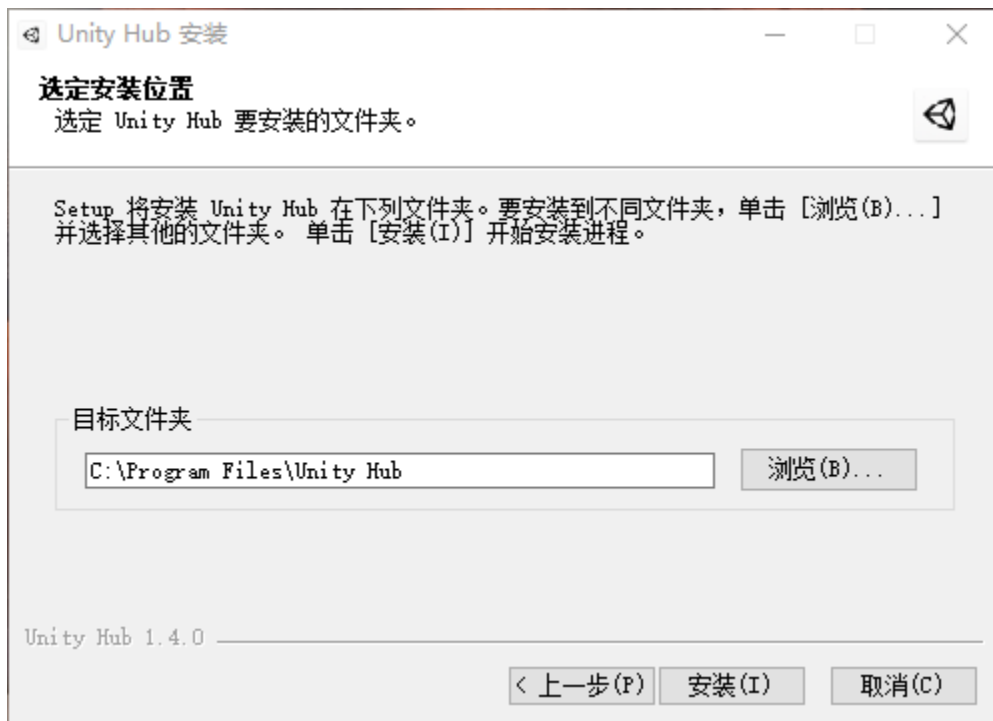 Unity Hub 安装
选定安装位置
选定 Unity Hub 要安装的文件夹。
Setup 将安装 Unity Hub 在下列文件夹。要安装到不同文件夹，单击 [浏览(B)...]
并选择其他的文件夹。 单击 [安装(I)] 开始安装进程。
目标文件夹
C:\Program Files\Unity Hub
浏览(B)...
Unity Hub 1.4.0
< 上一步(P)
安装(I)
取消(C)